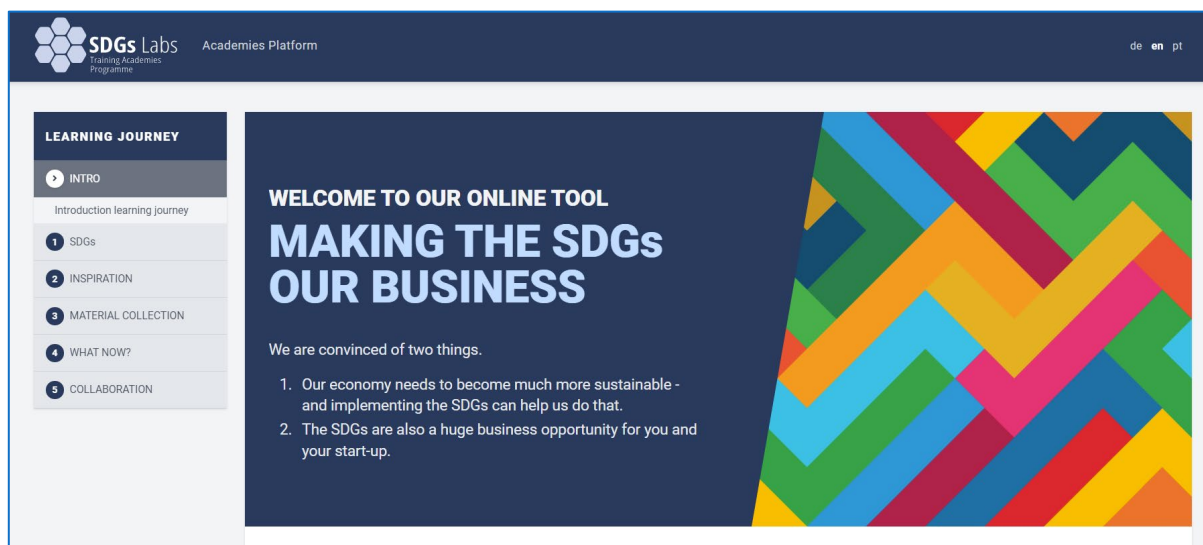 SDGs Labs
Training Academies
Programme
Academies Platform
de en pt
LEARNING JOURNEY
INTRO
Introduction learning journey
1 SDGs
2 INSPIRATION
3 MATERIAL COLLECTION
4 WHAT NOW?
5 COLLABORATION
WELCOME TO OUR ONLINE TOOL
MAKING THE SDGs
OUR BUSINESS
We are convinced of two things.
1. Our economy needs to become much more sustainable -
and implementing the SDGs can help us do that.
2. The SDGs are also a huge business opportunity for you and
your start-up.